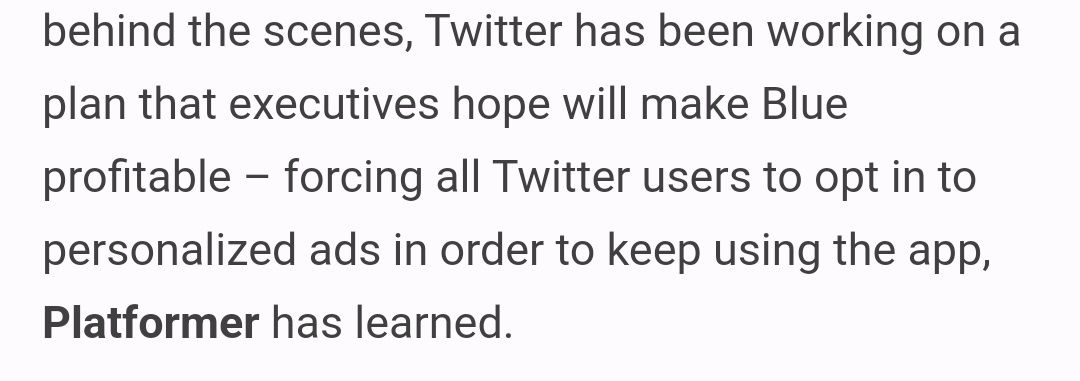 behind the scenes, Twitter has been working on a
plan that executives hope will make Blue
profitable – forcing all Twitter users to opt in to
personalized ads in order to keep using the app,
Platformer has learned.